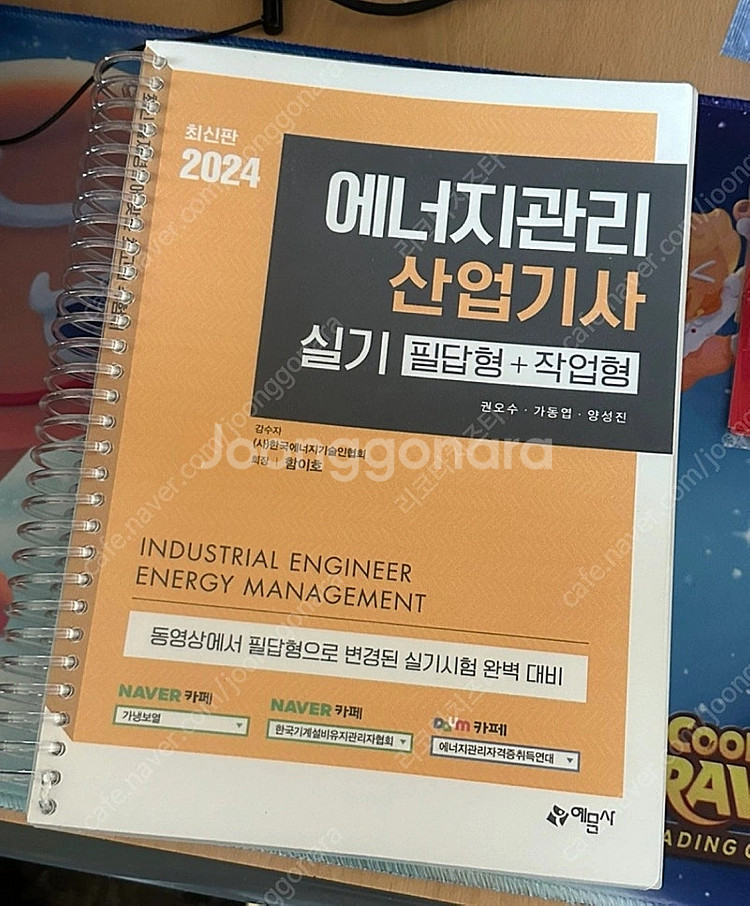 최신판
2024
에너지관리
산업기사
실기 필답형+작업형
권오수 · 가동엽 · 양성진
감수자
(사)한국에너지기술인협회
회장 | 함이호
Joonggonara
INDUSTRIAL ENGINEER
ENERGY MANAGEMENT
동영상에서 필답형으로 변경된 실기시험 완벽 대비
NAVER 카페
가냉보열
NAVER 카페
한국기계설비유지관리자협회
Daum 카페
에너지관리자격증취득연대
예문사
COO
RA
ADING C
cafe.naver.com/joonggonara